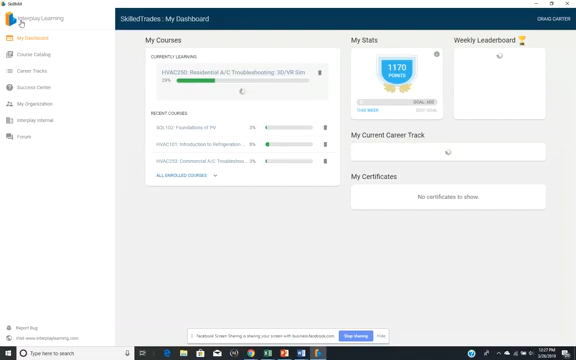 SkillMill
Interplay Learning
SkilledTrades : My Dashboard
CRAIG CARTER
My Dashboard
Course Catalog
Career Tracks
Success Center
My Organization
Interplay Internal
Forum
My Courses
CURRENTLY LEARNING
HVAC250: Residential A/C Troubleshooting: 3D/VR Sim
29%
RECENT COURSES
SOL102: Foundations of PV
3%
HVAC101: Introduction to Refrigeration ...
8%
HVAC253: Commercial A/C Troubleshoo...
3%
ALL ENROLLED COURSES
My Stats
1170
POINTS
THIS WEEK
Weekly Leaderboard
My Current Career Track
My Certificates
No certificates to show.
Report Bug
Visit www.interplaylearning.com
Facebook Screen Sharing is sharing your screen with business.facebook.com.
Stop sharing
Hide
Type here to search
12:27 PM
3/26/2019